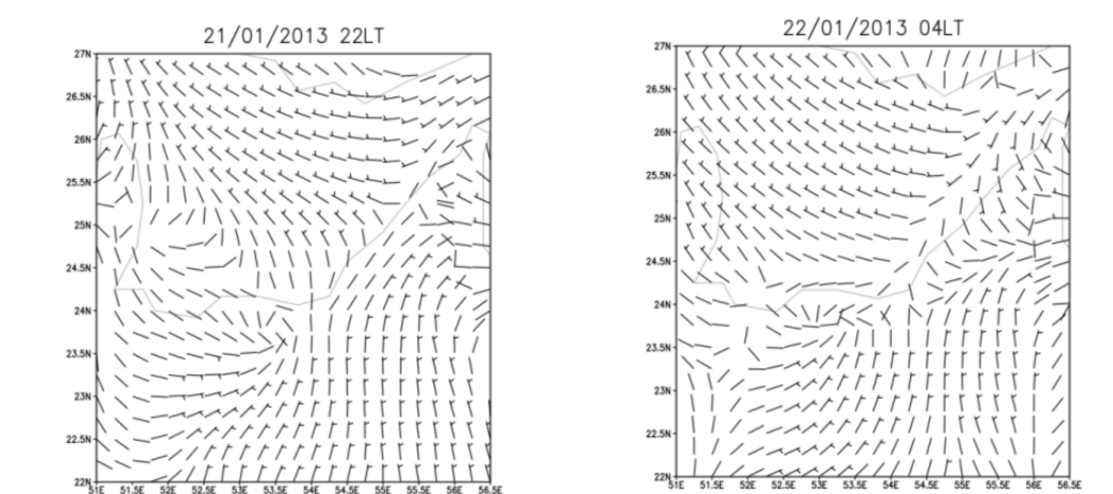 21/01/2013 22LT
27N
26.5N
26N
25.5N
25N
24.5N
24N
23.5N
23N
22.5N
22N
51E 51.5E 52E 52.5E 53E 53.5E 54E 54.5E 55E 55.5E 56E 56.5E
22/01/2013 04LT
27N
26.5N
26N
25.5N
25N
24.5N
24N
23.5N
23N
22.5N
22N
51E 51.5E 52E 52.5E 53E 53.5E 54E 54.5E 55E 55.5E 56E 56.5E